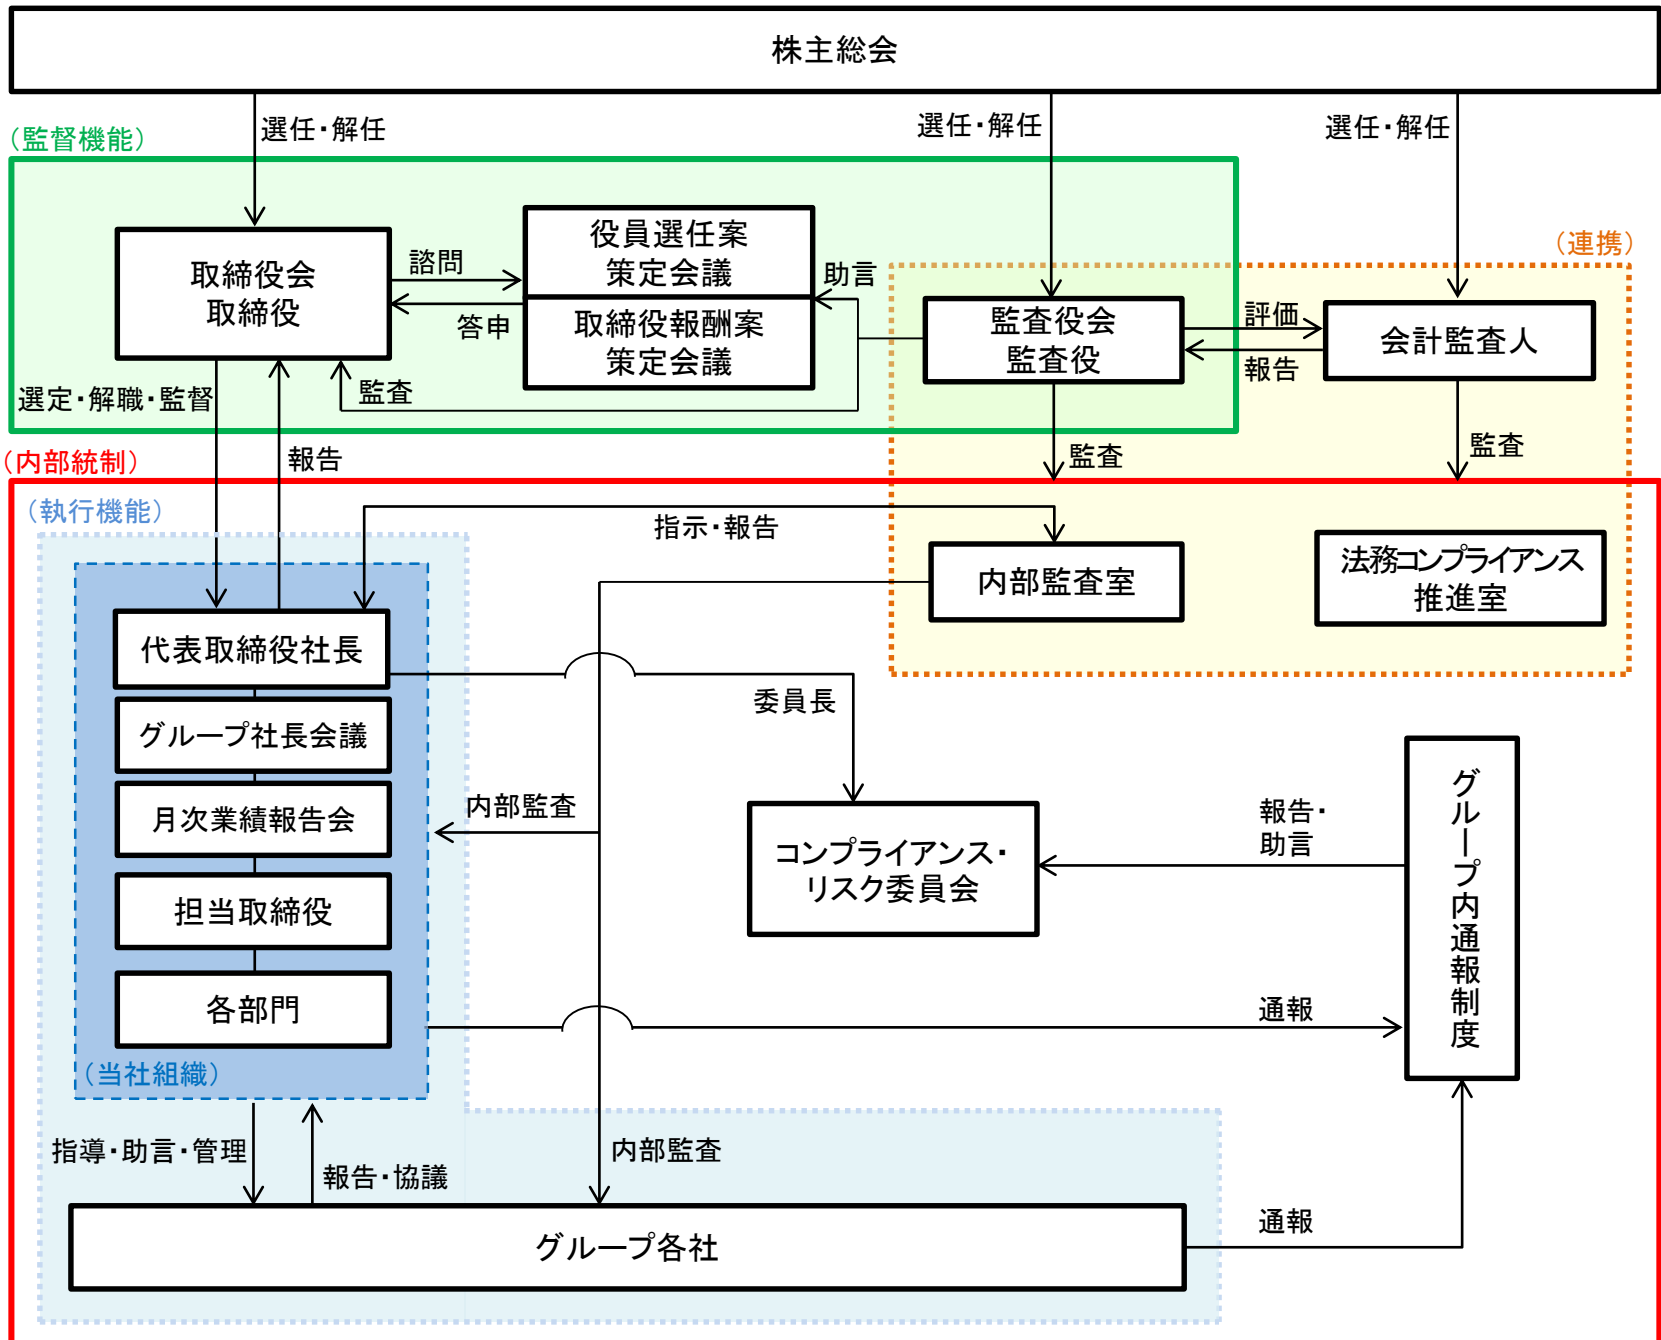 株主総会
選任・解任
選任・解任
選任・解任
（監督機能）
（連携）
取締役会
取締役
諮問
答申
役員選任案
策定会議
取締役報酬案
策定会議
助言
監査役会
監査役
評価
報告
会計監査人
選定・解職・監督
監査
報告
監査
監査
（内部統制）
（執行機能）
指示・報告
内部監査室
法務コンプライアンス
推進室
代表取締役社長
委員長
グループ社長会議
月次業績報告会
内部監査
コンプライアンス・
リスク委員会
報告・
助言
グループ内通報制度
担当取締役
各部門
通報
（当社組織）
指導・助言・管理
報告・協議
内部監査
グループ各社
通報